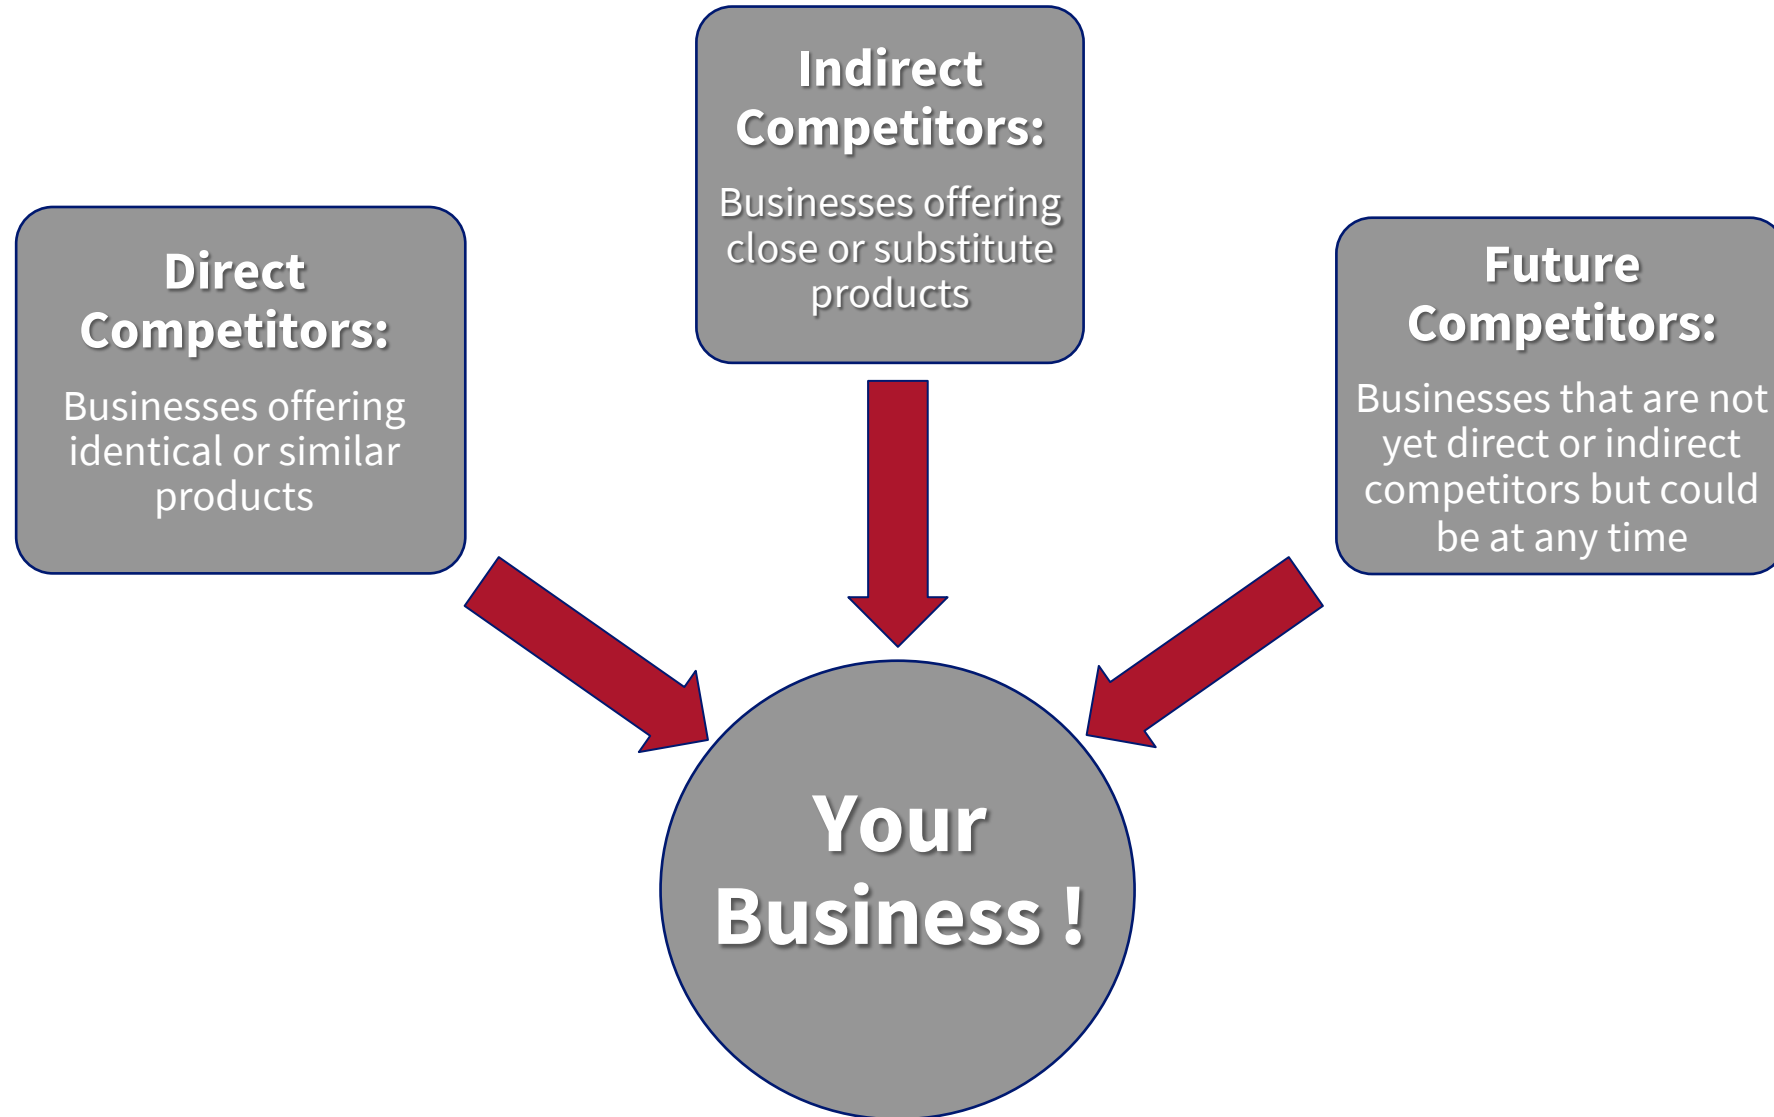 Indirect
Competitors:
Businesses offering
close or substitute
products
Direct
Competitors:
Businesses offering
identical or similar
products
Future
Competitors:
Businesses that are not
yet direct or indirect
competitors but could
be at any time
Your
Business !